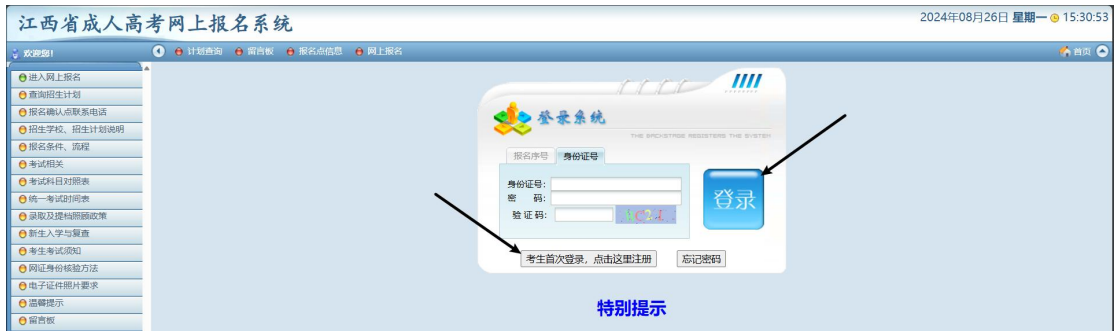 江西省成人高考网上报名系统
2024年08月26日 星期一 15:30:53
欢迎您!
计划查询 留言板 报名点信息 网上报名
首页
进入网上报名
查询招生计划
报名确认点联系电话
招生学校、招生计划说明
报名条件、流程
考试相关
考试科目对照表
统一考试时间表
录取及提档照顾政策
新生入学与复查
考生考试须知
网证身份核验方法
电子证件照片要求
温馨提示
留言板
登录系统
THE BACKSTAGE REGISTERS THE SYSTEM
报名序号 身份证号
身份证号:
密 码:
验证码:
登录
考生首次登录，点击这里注册 忘记密码
特别提示